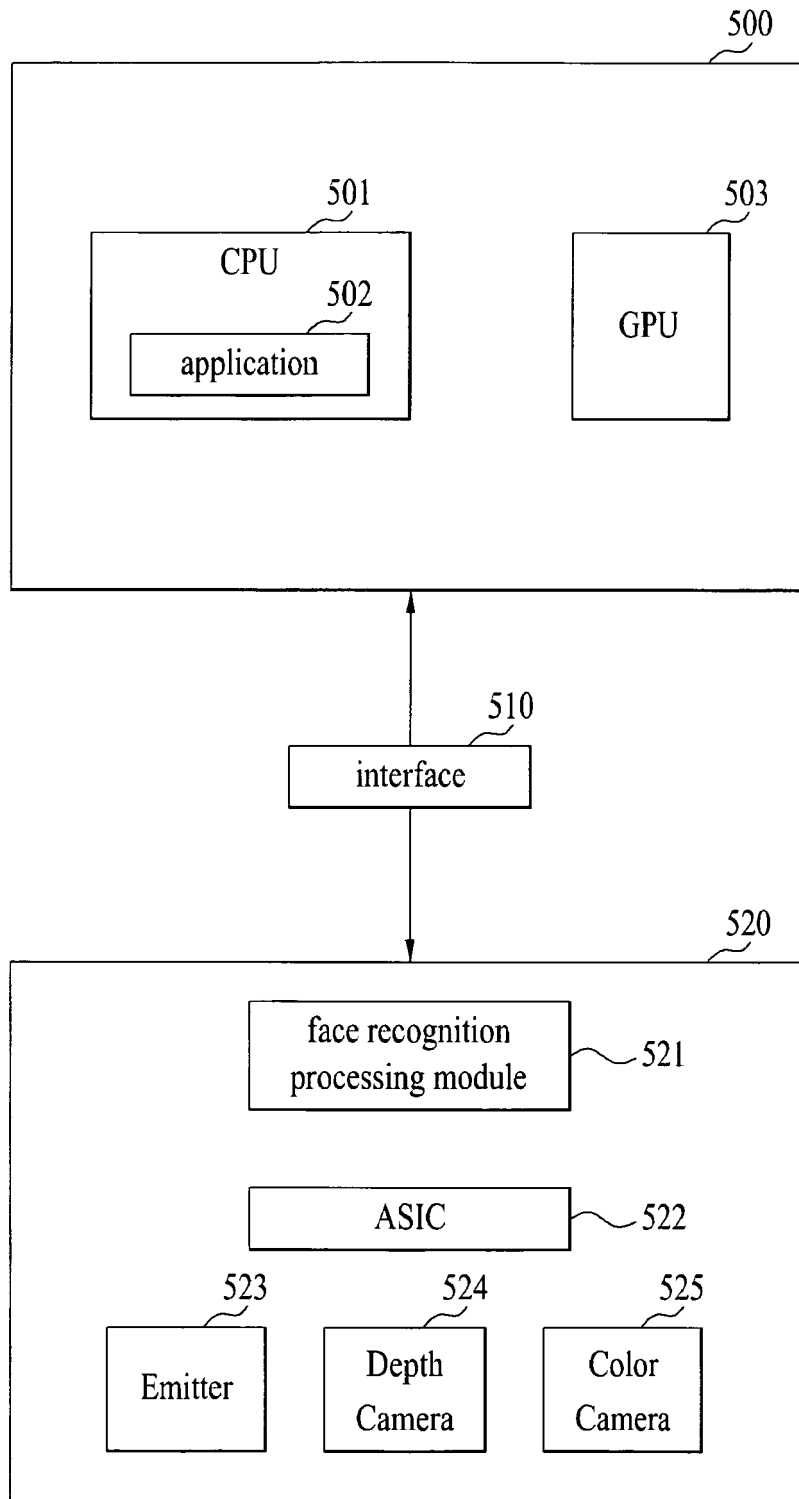 500
501
503
CPU
502
GPU
application
510
interface
520
face recognition
processing module
521
ASIC
522
523
524
525
Emitter
Depth
Camera
Color
Camera